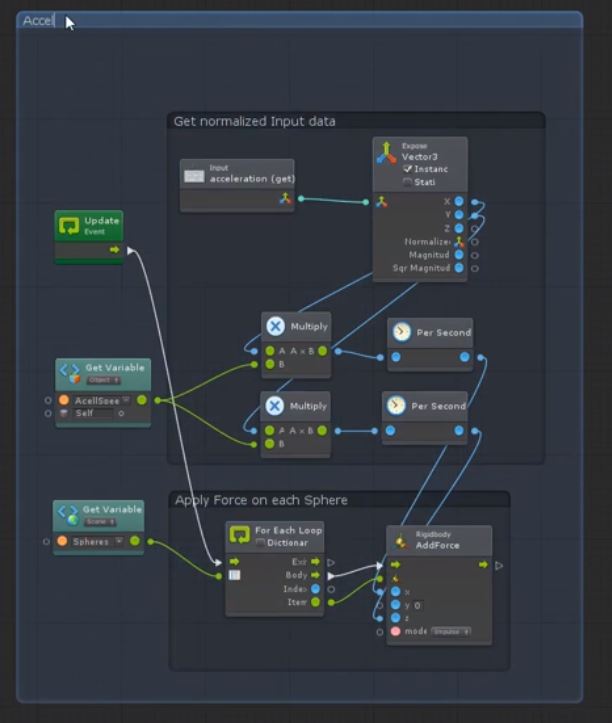 Accel
Get normalized Input data
Input
acceleration (get)
Expose
Vector3
Instanc
Stati
X
Y
Z
Normalize
Magnitud
Sqr Magnitud
Update
Event
Multiply
A A × B
B
Per Second
Get Variable
Object
AcellSpee
Self
Multiply
A A × B
B
Per Second
Get Variable
Scene
Spheres
Apply Force on each Sphere
For Each Loop
Dictionar
Exit
Body
Index
Item
Rigidbody
AddForce
x
y 0
z
mode Impulse